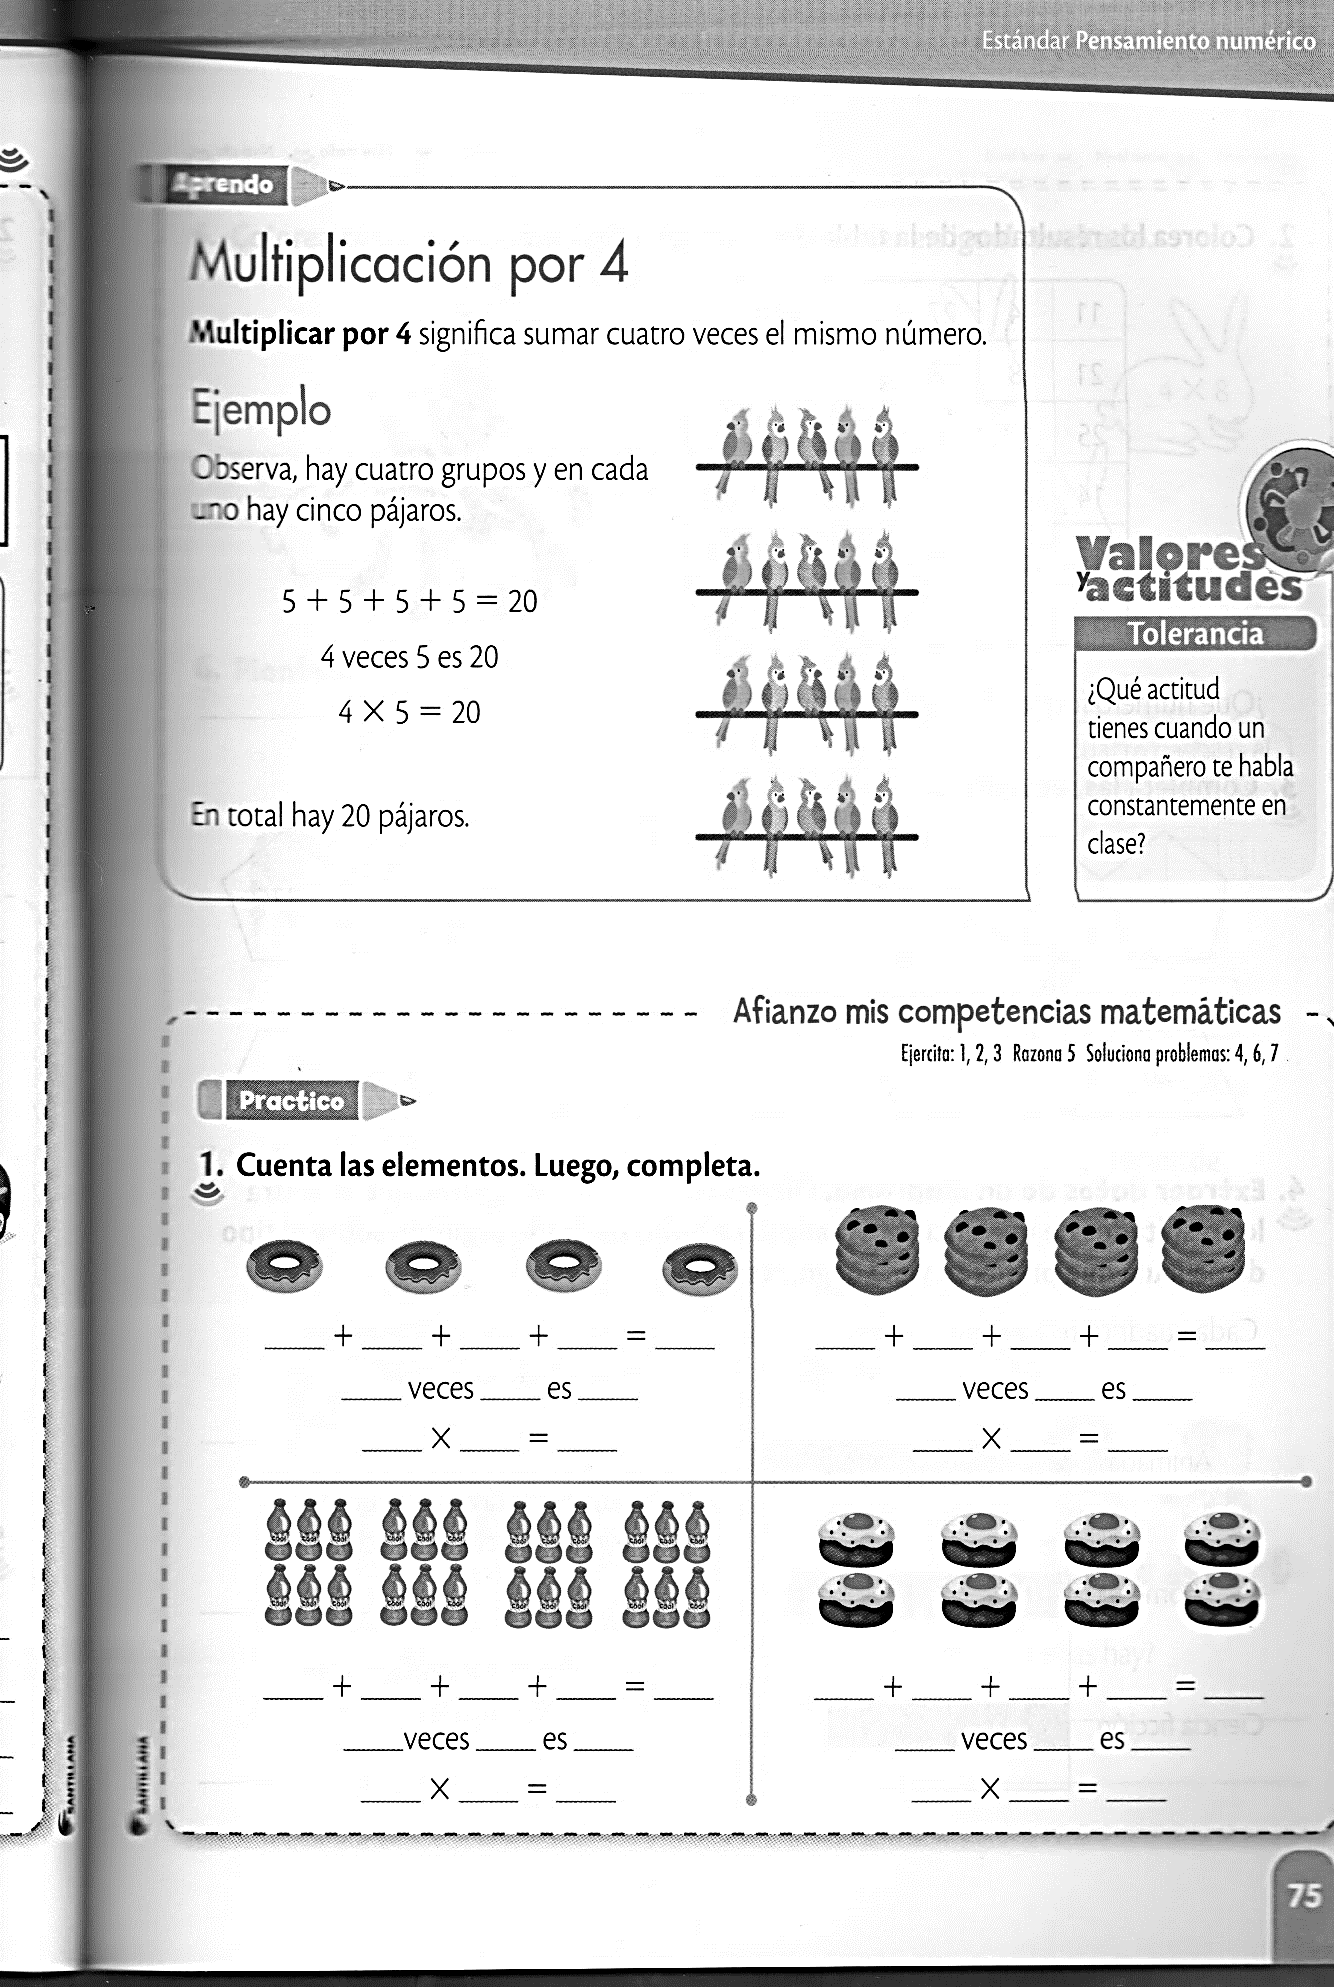 Estándar Pensamiento numérico
Aprendo
Multiplicación por 4
Multiplicar por 4 significa sumar cuatro veces el mismo número.
Ejemplo
Observa, hay cuatro grupos y en cada
uno hay cinco pájaros.
5 + 5 + 5 + 5 = 20
4 veces 5 es 20
4 × 5 = 20
En total hay 20 pájaros.
Valores
y actitudes
Tolerancia
¿Qué actitud
tienes cuando un
compañero te habla
constantemente en
clase?
Afianzo mis competencias matemáticas
Ejercita: 1, 2, 3 Razona 5 Soluciona problemas: 4, 6, 7
Practico
1. Cuenta las elementos. Luego, completa.
____ + ____ + ____ + ____ = ____
____ veces ____ es ____
____ × ____ = ____
____ + ____ + ____ + ____ = ____
____ veces ____ es ____
____ × ____ = ____
____ + ____ + ____ + ____ = ____
____ veces ____ es ____
____ × ____ = ____
____ + ____ + ____ + ____ = ____
____ veces ____ es ____
____ × ____ = ____
SANTILLANA
SANTILLANA
75